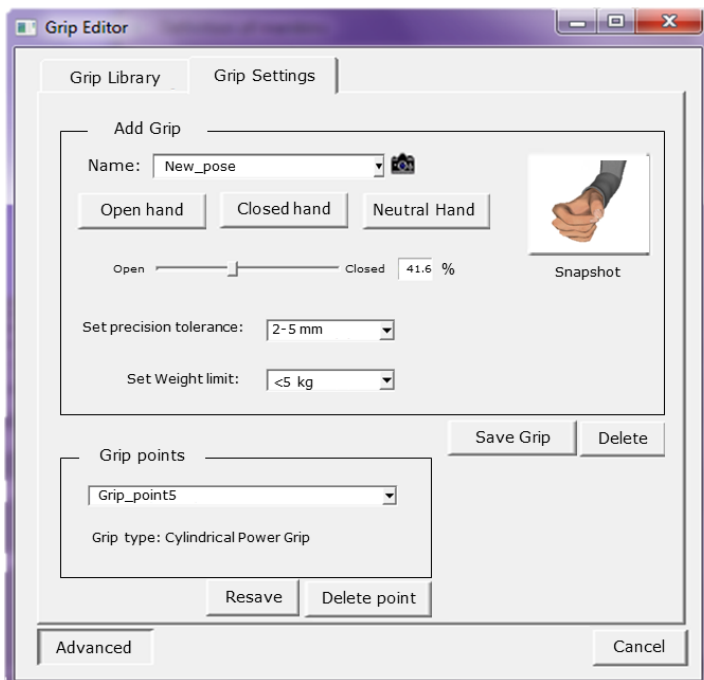 Grip Editor
Grip Library
Grip Settings
Add Grip
Name: New_pose
Open hand Closed hand Neutral Hand
Open Closed 41.6 %
Snapshot
Set precision tolerance: 2-5 mm
Set Weight limit: <5 kg
Save Grip Delete
Grip points
Grip_point5
Grip type: Cylindrical Power Grip
Resave Delete point
Advanced Cancel